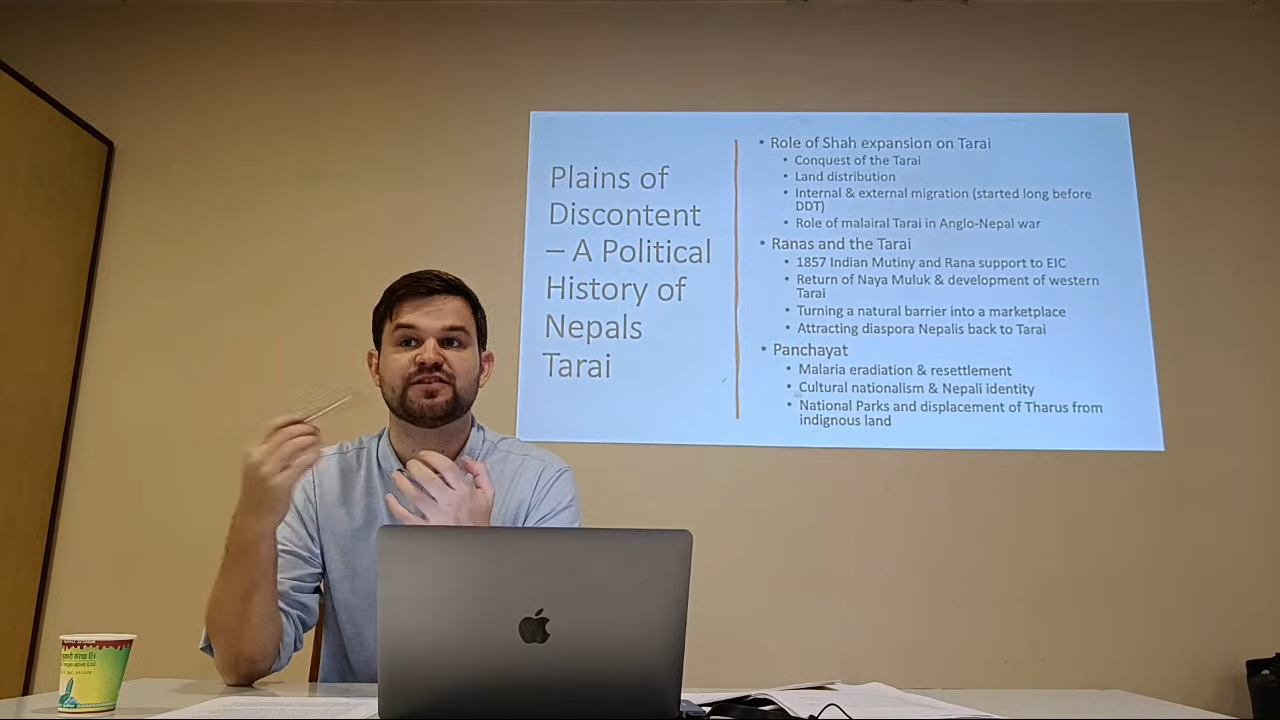 Plains of
Discontent
– A Political
History of
Nepals
Tarai
• Role of Shah expansion on Tarai
• Conquest of the Tarai
• Land distribution
• Internal & external migration (started long before
DDT)
• Role of malairal Tarai in Anglo-Nepal war
• Ranas and the Tarai
• 1857 Indian Mutiny and Rana support to EIC
• Return of Naya Muluk & development of western
Tarai
• Turning a natural barrier into a marketplace
• Attracting diaspora Nepalis back to Tarai
• Panchayat
• Malaria eradiation & resettlement
• Cultural nationalism & Nepali identity
• National Parks and displacement of Tharus from
indignous land